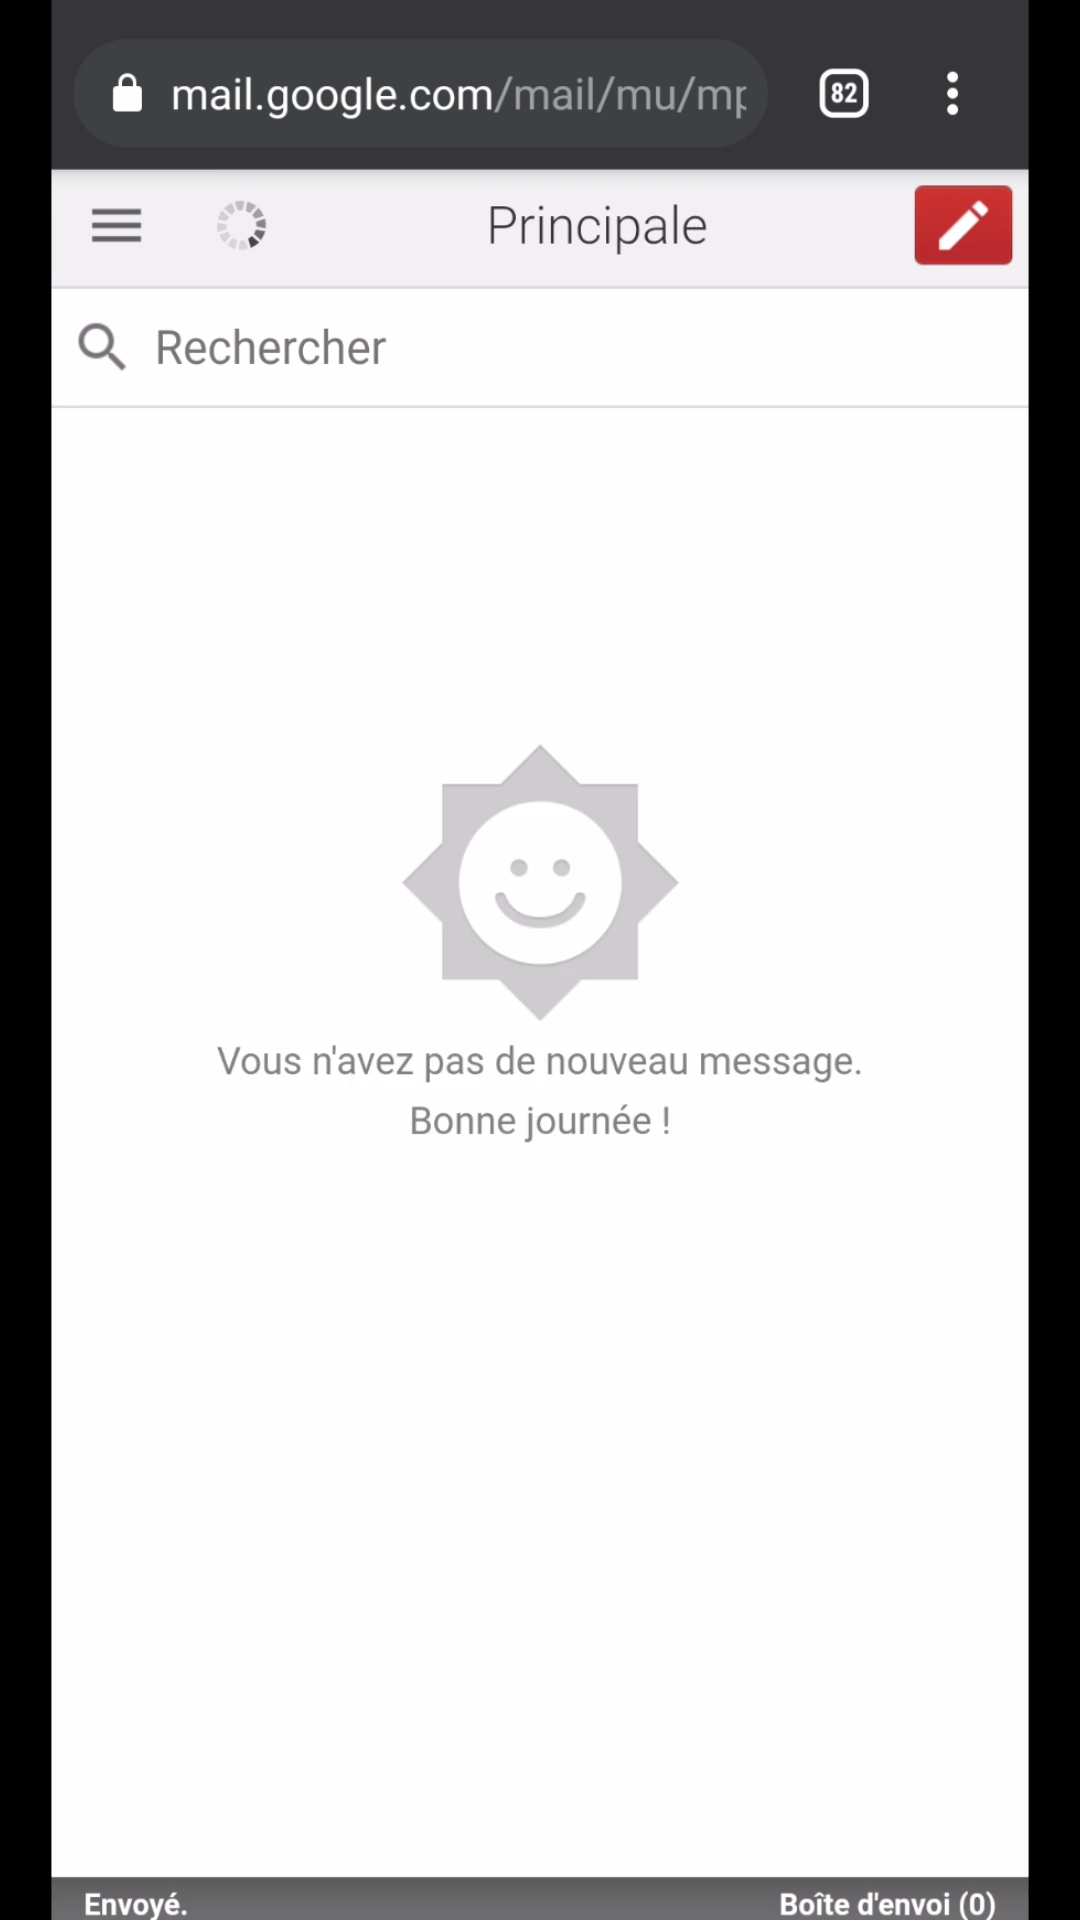 mail.google.com/mail/mu/mp
82
Principale
Rechercher
Vous n'avez pas de nouveau message.
Bonne journée !
Envoyé.
Boîte d'envoi (0)